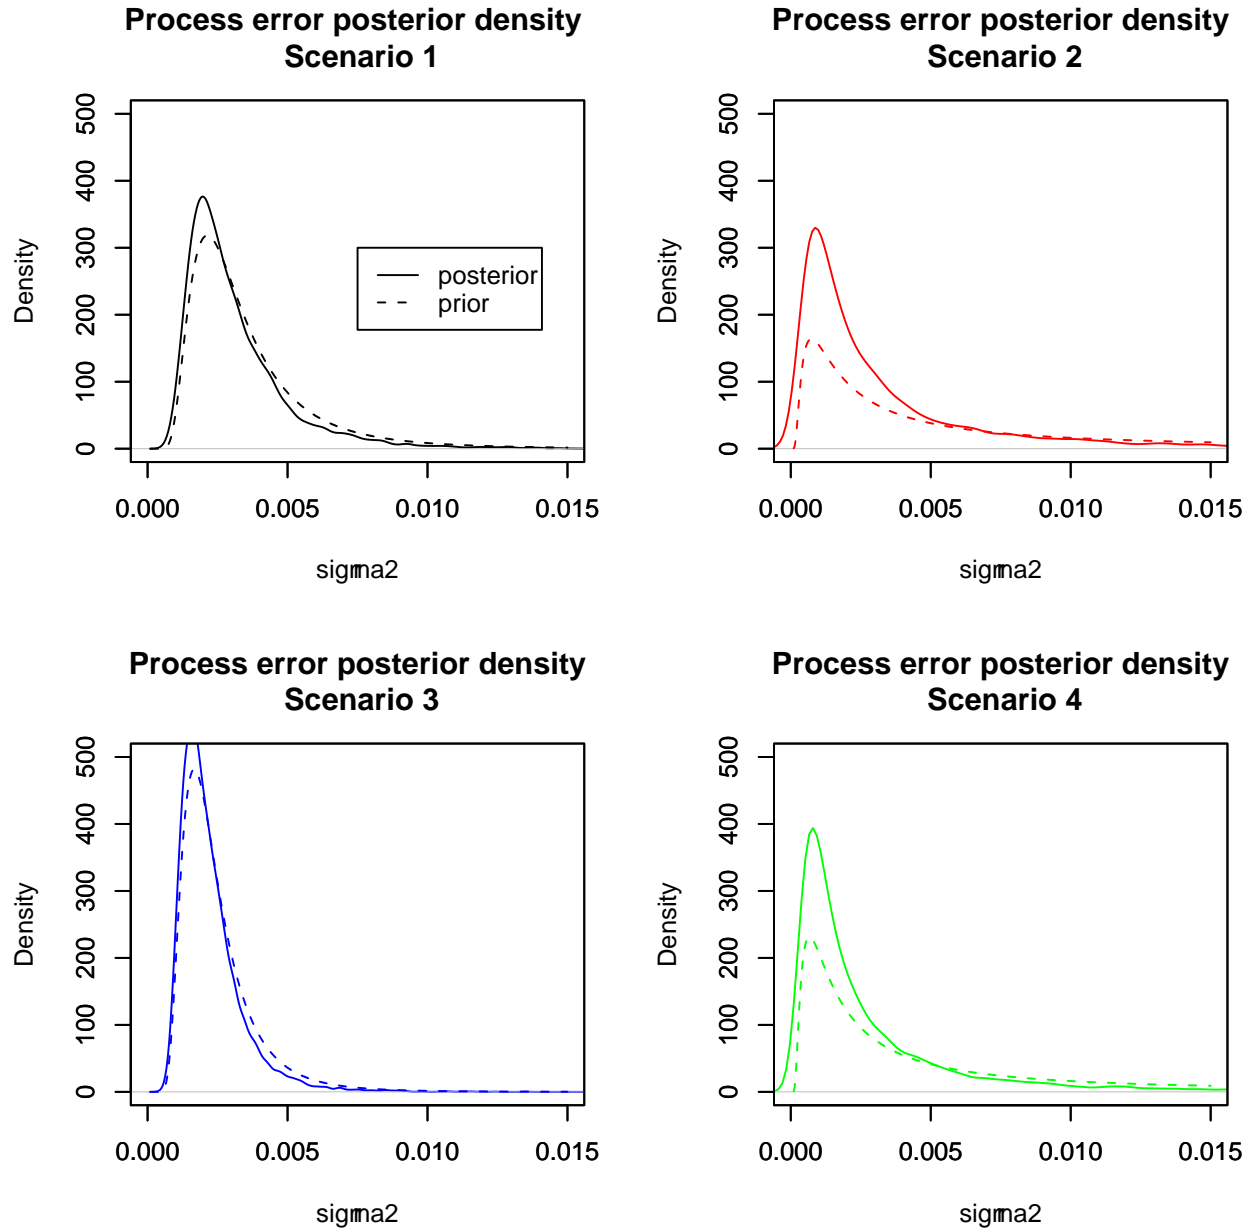 Process error posterior density
Scenario 1
500
400
300
200
100
0
Density
posterior
prior
0.000 0.005 0.010 0.015
sigma2
Process error posterior density
Scenario 2
500
400
300
200
100
0
Density
0.000 0.005 0.010 0.015
sigma2
Process error posterior density
Scenario 3
500
400
300
200
100
0
Density
0.000 0.005 0.010 0.015
sigma2
Process error posterior density
Scenario 4
500
400
300
200
100
0
Density
0.000 0.005 0.010 0.015
sigma2